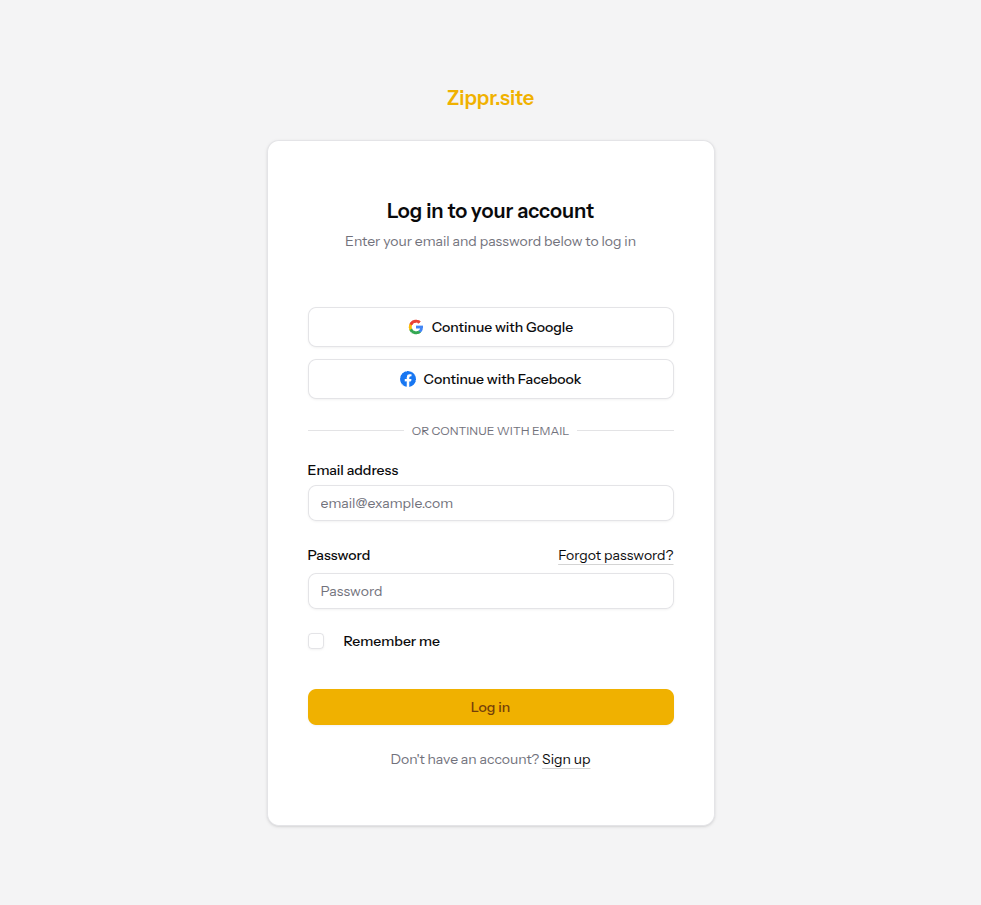 Zippr.site
Log in to your account
Enter your email and password below to log in
Continue with Google
Continue with Facebook
OR CONTINUE WITH EMAIL
Email address
email@example.com
Password
Forgot password?
Password
Remember me
Log in
Don't have an account? Sign up